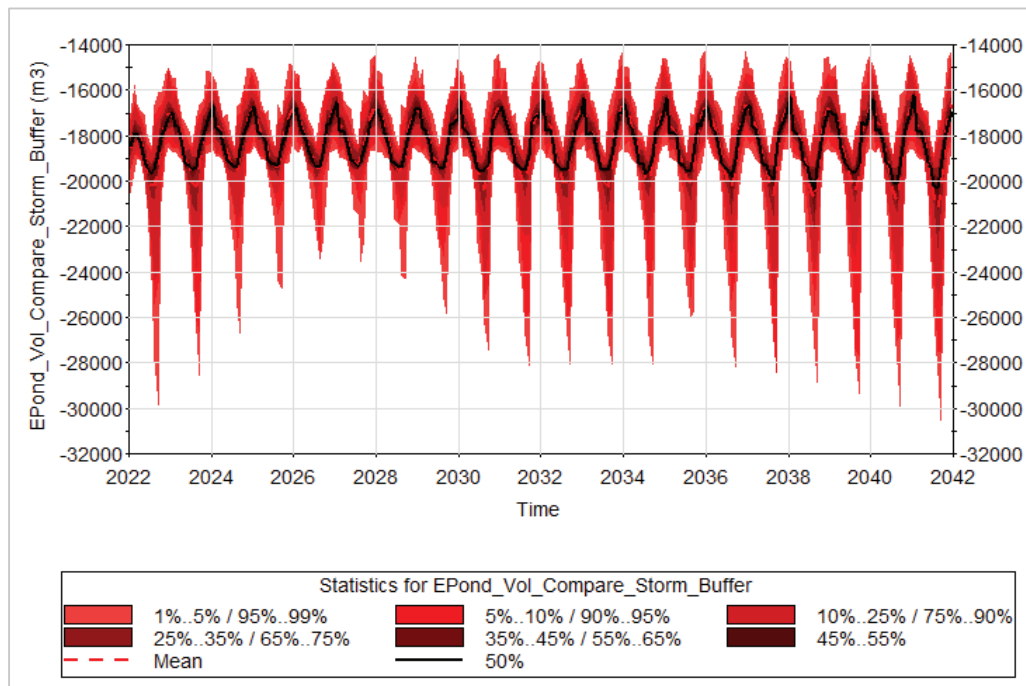 EPond_Vol_Compare_Storm_Buffer (m3)
-14000
-16000
-18000
-20000
-22000
-24000
-26000
-28000
-30000
-32000
-14000
-16000
-18000
-20000
-22000
-24000
-26000
-28000
-30000
-32000
2022 2024 2026 2028 2030 2032 2034 2036 2038 2040 2042
Time
Statistics for EPond_Vol_Compare_Storm_Buffer
1%..5% / 95%..99% 5%..10% / 90%..95% 10%..25% / 75%..90%
25%..35% / 65%..75% 35%..45% / 55%..65% 45%..55%
Mean 50%